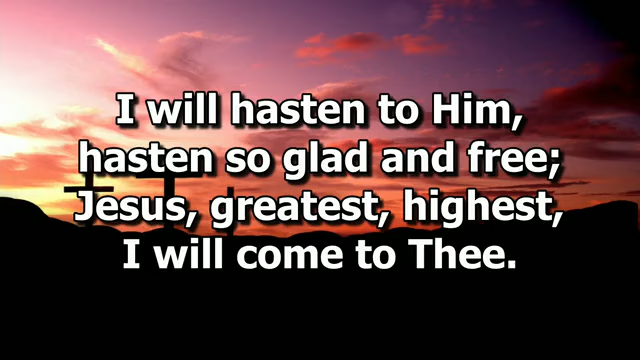 I will hasten to Him,
hasten so glad and free;
Jesus, greatest, highest,
I will come to Thee.